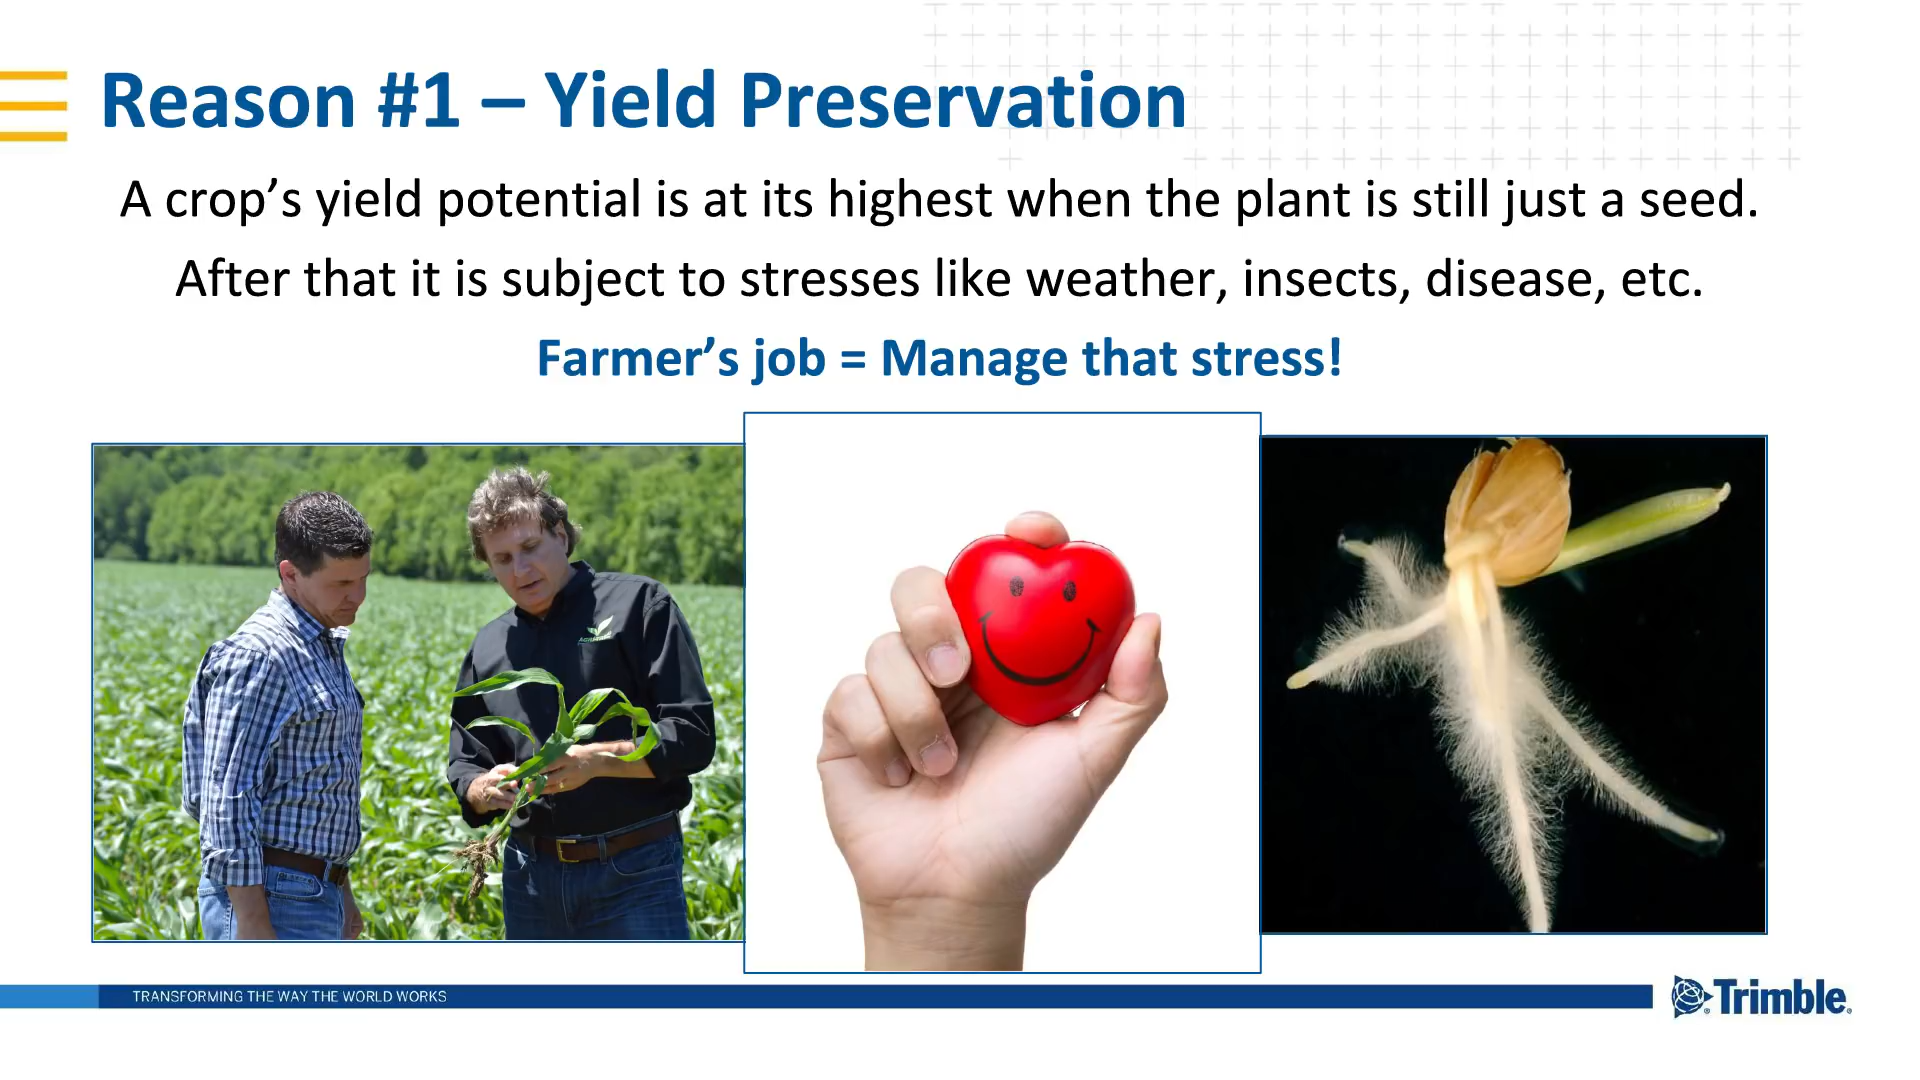 Reason #1 – Yield Preservation
A crop’s yield potential is at its highest when the plant is still just a seed.
After that it is subject to stresses like weather, insects, disease, etc.
Farmer’s job = Manage that stress!
TRANSFORMING THE WAY THE WORLD WORKS
Trimble®